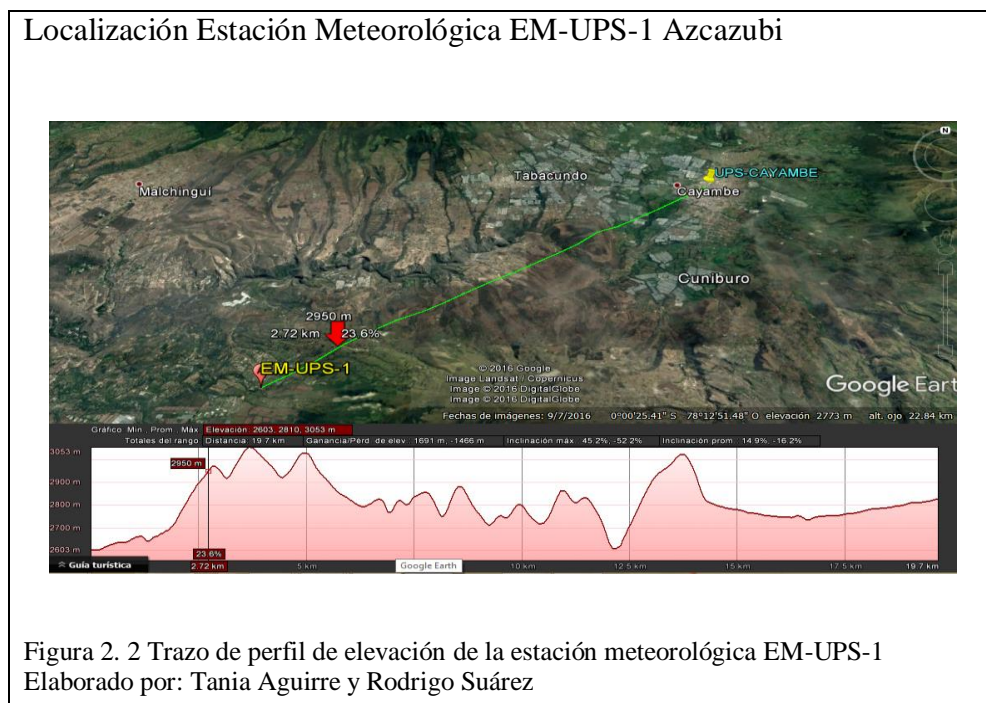 Localización Estación Meteorológica EM-UPS-1 Azcazubi
N
UPS-CAYAMBE
Tabacundo
Malchingui
Cayambe
Cuniburo
2950 m
2.72 km 23.6%
EM-UPS-1
© 2016 Google
Image Landsat / Copernicus
Image © 2016 DigitalGlobe
Image © 2016 DigitalGlobe
Google Eart
Fechas de imágenes: 9/7/2016 0°00'25.41" S 78°12'51.48" O elevación 2773 m alt. ojo 22.84 km
Gráfico Mín., Prom., Máx Elevación: 2603, 2810, 3053 m
Totales del rango Distancia: 19.7 km Ganancia/Pérd. de elev. 1691 m, -1466 m Inclinación máx. 45.2%, -52.2% Inclinación prom. 14.9%, -16.2%
3053 m
2950 m
2900 m
2800 m
2700 m
2603 m
23.6%
Guía turística 2.72 km 5 km Google Earth 10 km 12.5 km 15 km 17.5 km 19.7 km
Figura 2. 2 Trazo de perfil de elevación de la estación meteorológica EM-UPS-1
Elaborado por: Tania Aguirre y Rodrigo Suárez